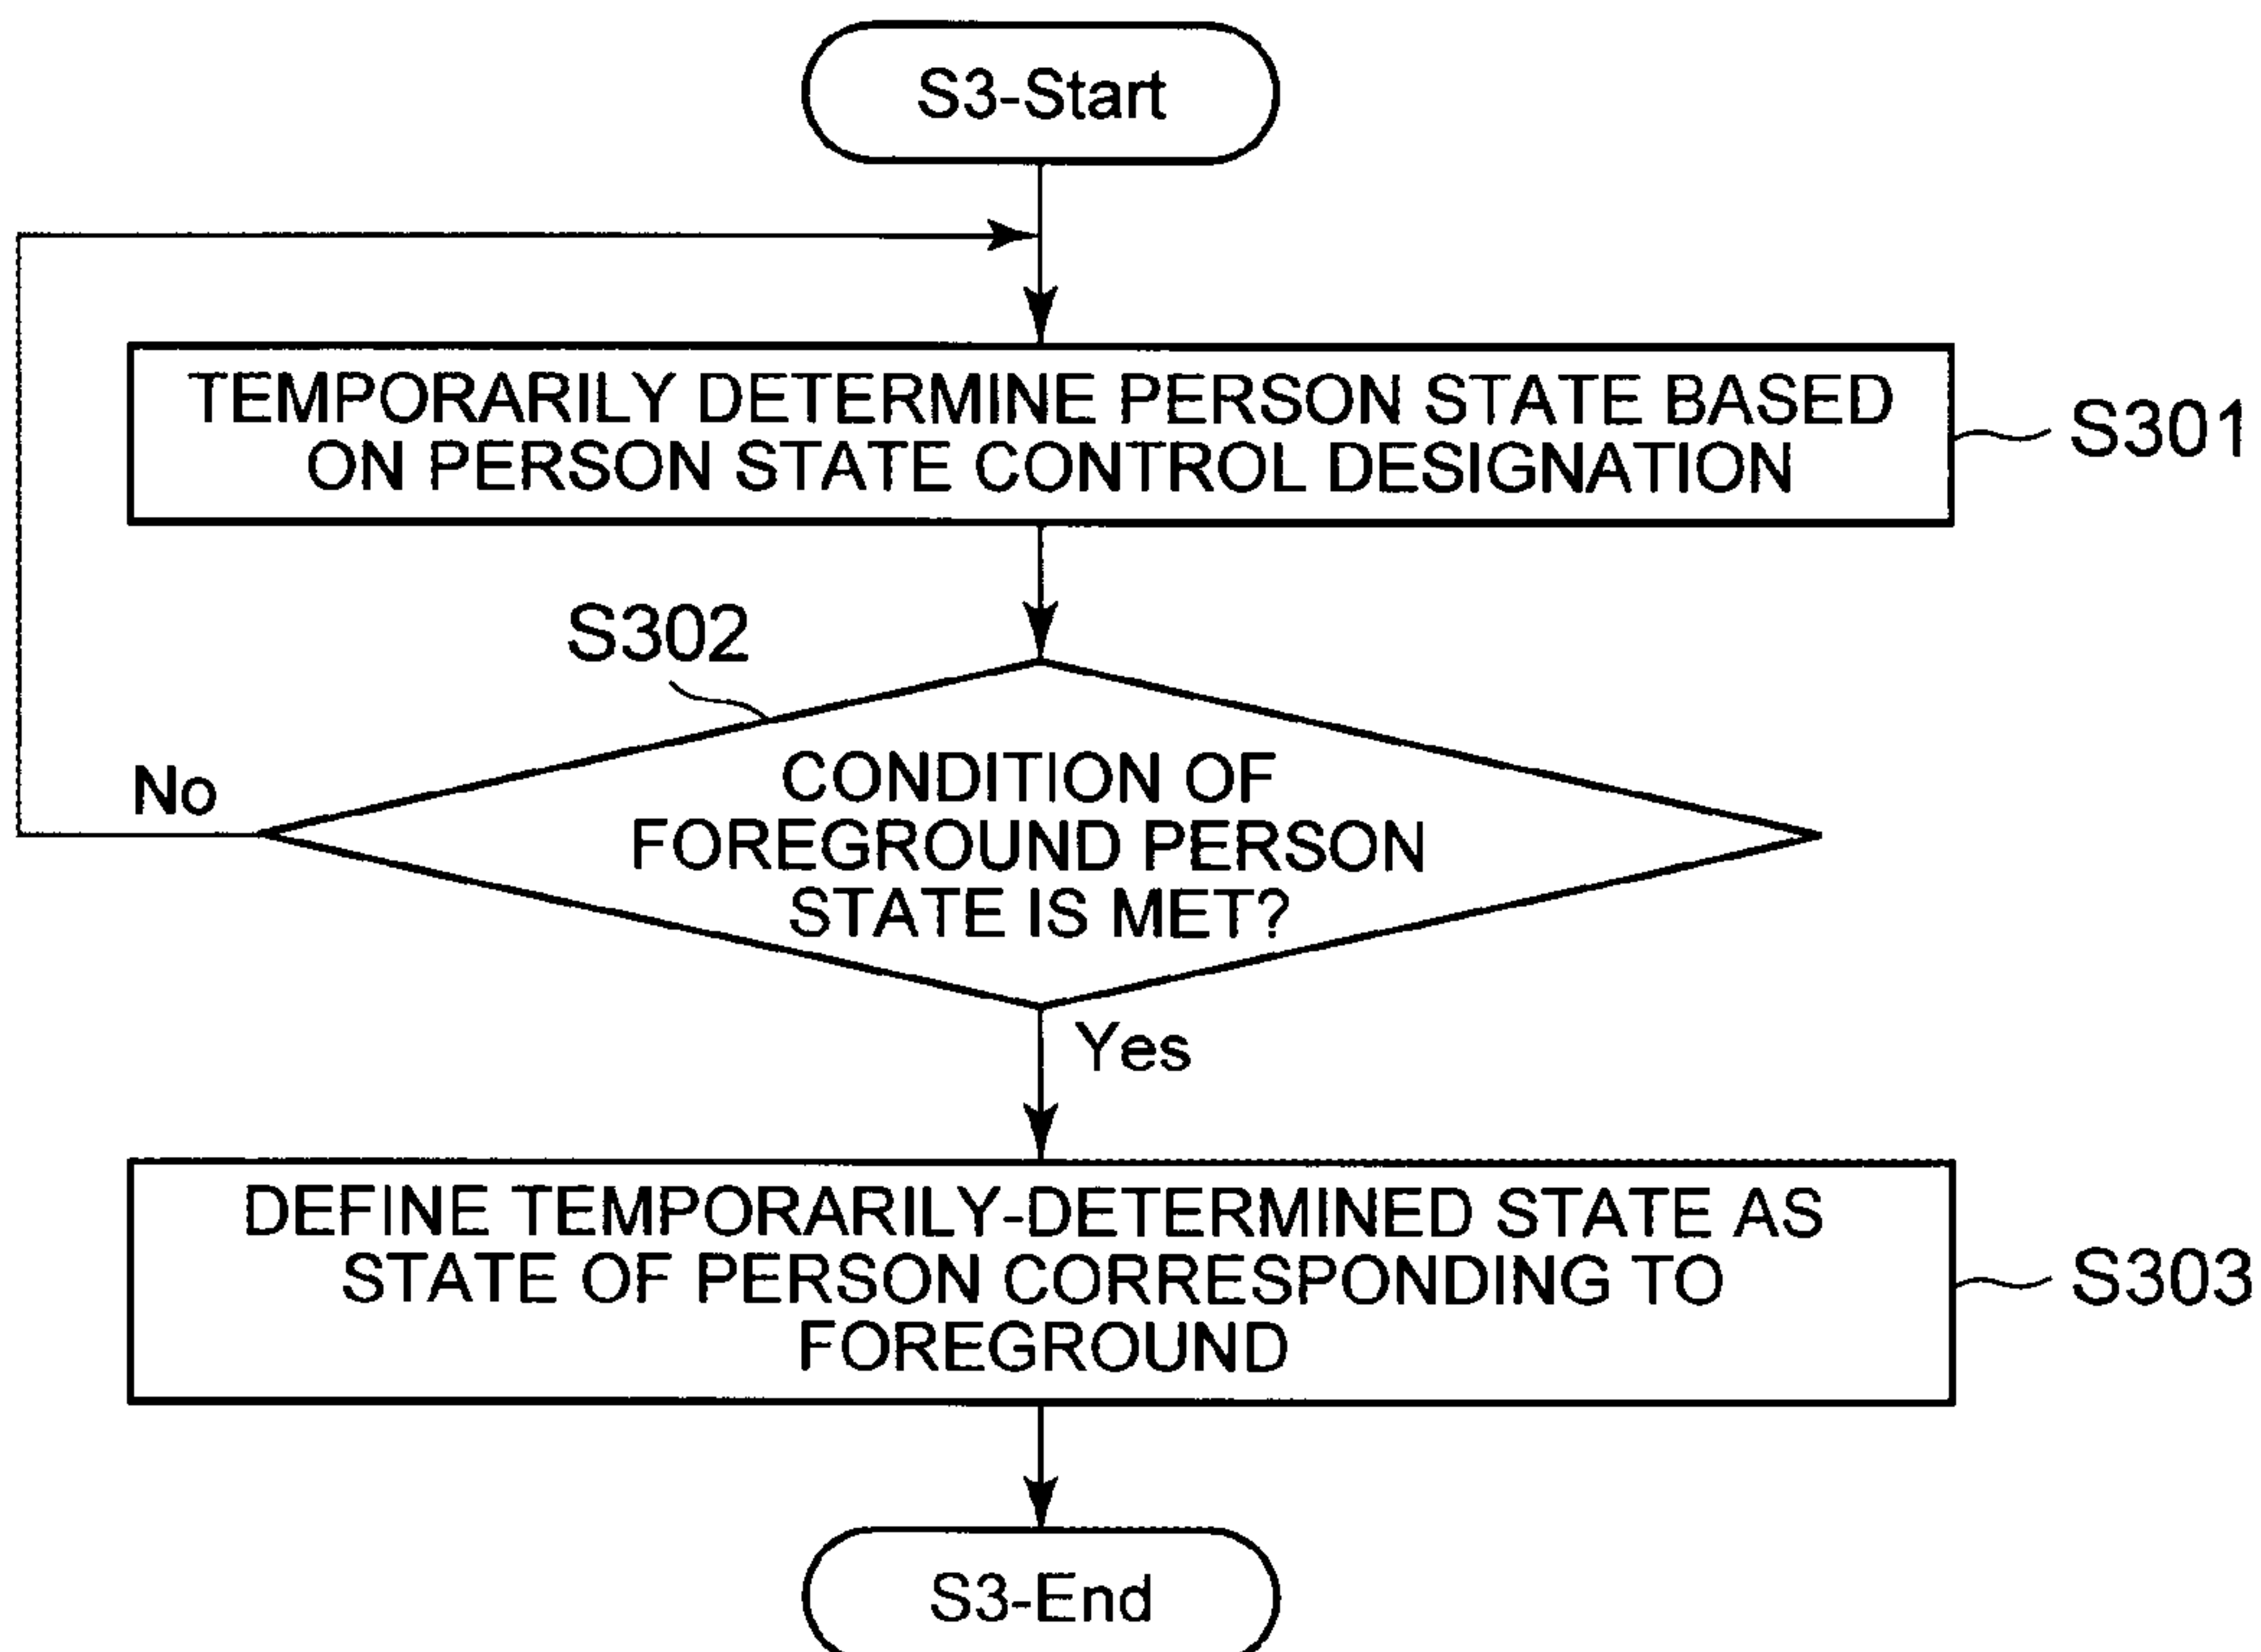 S3-Start
TEMPORARILY DETERMINE PERSON STATE BASED
ON PERSON STATE CONTROL DESIGNATION
S301
S302
CONDITION OF
FOREGROUND PERSON
STATE IS MET?
No
Yes
DEFINE TEMPORARILY-DETERMINED STATE AS
STATE OF PERSON CORRESPONDING TO
FOREGROUND
S303
S3-End